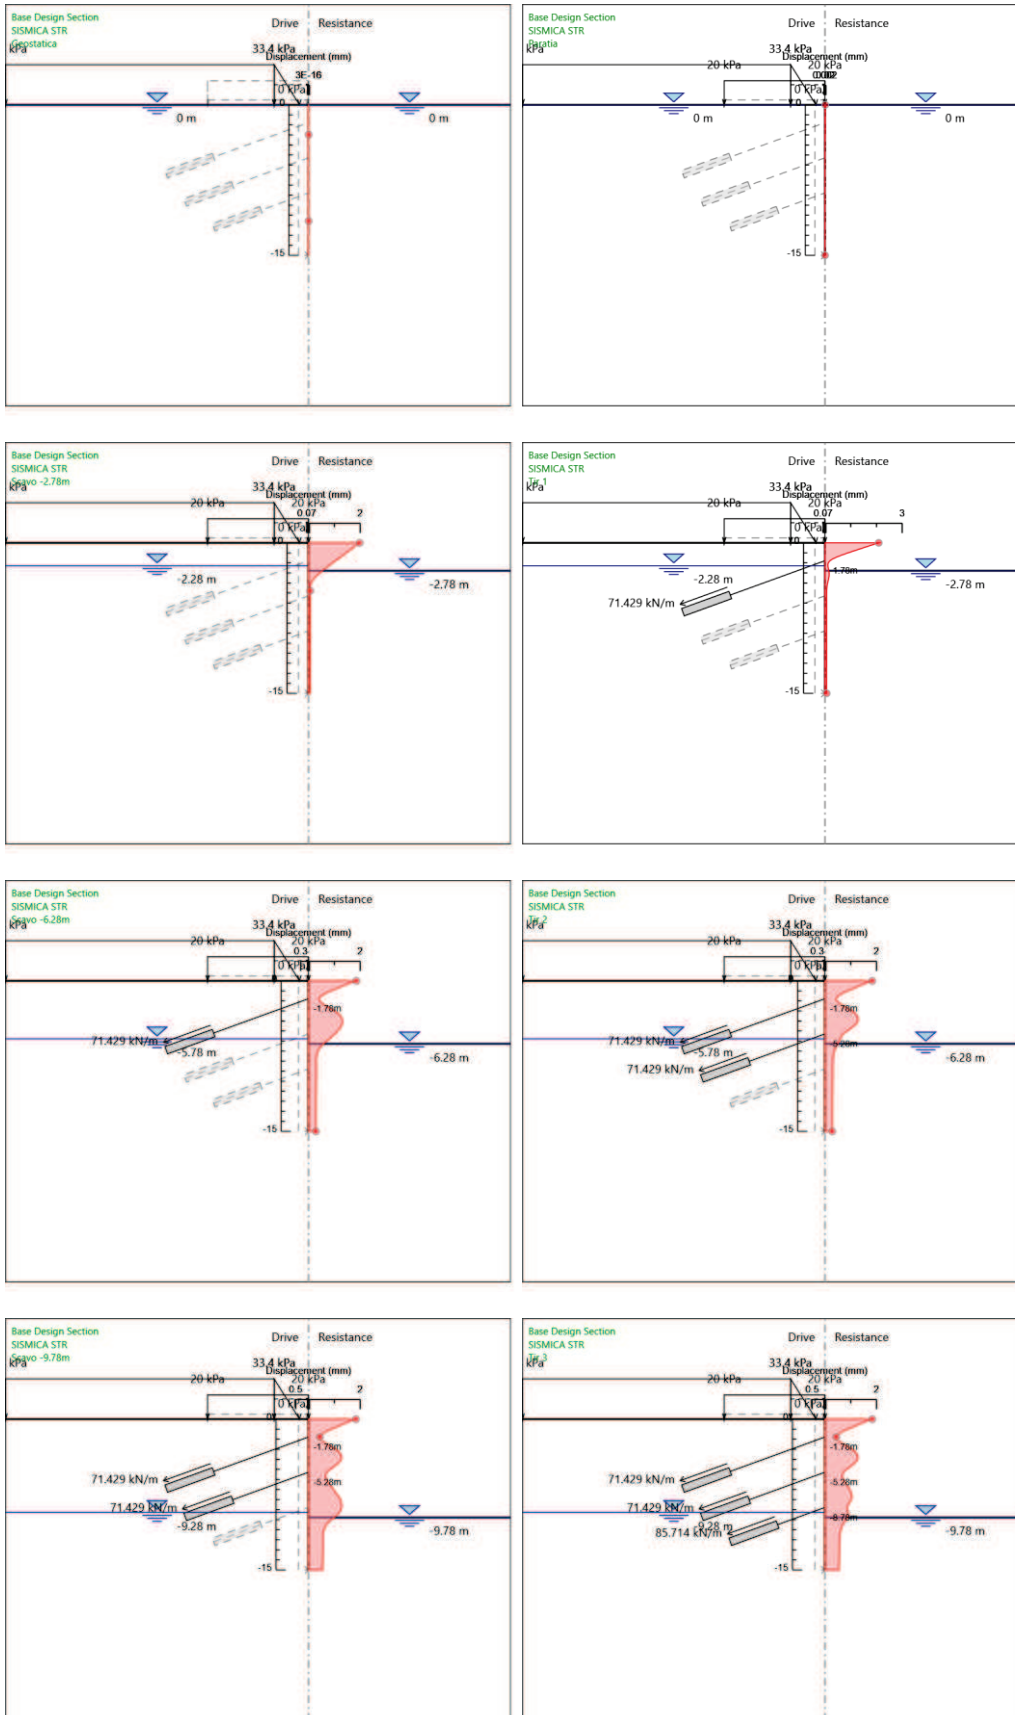 Base Design Section
SISMICA STR
Geostatica
kPa
Drive Resistance
33.4 kPa
Displacement (mm)
3E-16
0 kPa
0
0 m
0 m
-15
Base Design Section
SISMICA STR
Paratia
kPa
Drive Resistance
33.4 kPa
Displacement (mm)
20 kPa
20 kPa
0 kPa
0
0 m
0 m
-15
Base Design Section
SISMICA STR
Scavo -2.78m
kPa
Drive Resistance
33.4 kPa
Displacement (mm)
20 kPa
20 kPa
0.07
2
0 kPa
0
-2.28 m
-2.78 m
-15
Base Design Section
SISMICA STR
Tir 1
kPa
Drive Resistance
33.4 kPa
Displacement (mm)
20 kPa
20 kPa
0.07
3
0 kPa
0
-1.78m
-2.28 m
-2.78 m
71.429 kN/m
-15
Base Design Section
SISMICA STR
Scavo -6.28m
kPa
Drive Resistance
33.4 kPa
Displacement (mm)
20 kPa
20 kPa
0.3
2
0 kPa
-1.78m
71.429 kN/m
-5.78 m
-6.28 m
-15
Base Design Section
SISMICA STR
Tir 2
kPa
Drive Resistance
33.4 kPa
Displacement (mm)
20 kPa
20 kPa
0.3
2
0 kPa
-1.78m
71.429 kN/m
-5.28m
-5.78 m
-6.28 m
71.429 kN/m
-15
Base Design Section
SISMICA STR
Scavo -9.78m
kPa
Drive Resistance
33.4 kPa
Displacement (mm)
20 kPa
20 kPa
0.5
2
0 kPa
0
-1.78m
71.429 kN/m
-5.28m
71.429 kN/m
-9.28 m
-9.78 m
-15
Base Design Section
SISMICA STR
Tir 3
kPa
Drive Resistance
33.4 kPa
Displacement (mm)
20 kPa
20 kPa
0.5
2
0 kPa
-1.78m
71.429 kN/m
-5.28m
71.429 kN/m
-8.78m
-9.28 m
85.714 kN/m
-9.78 m
-15